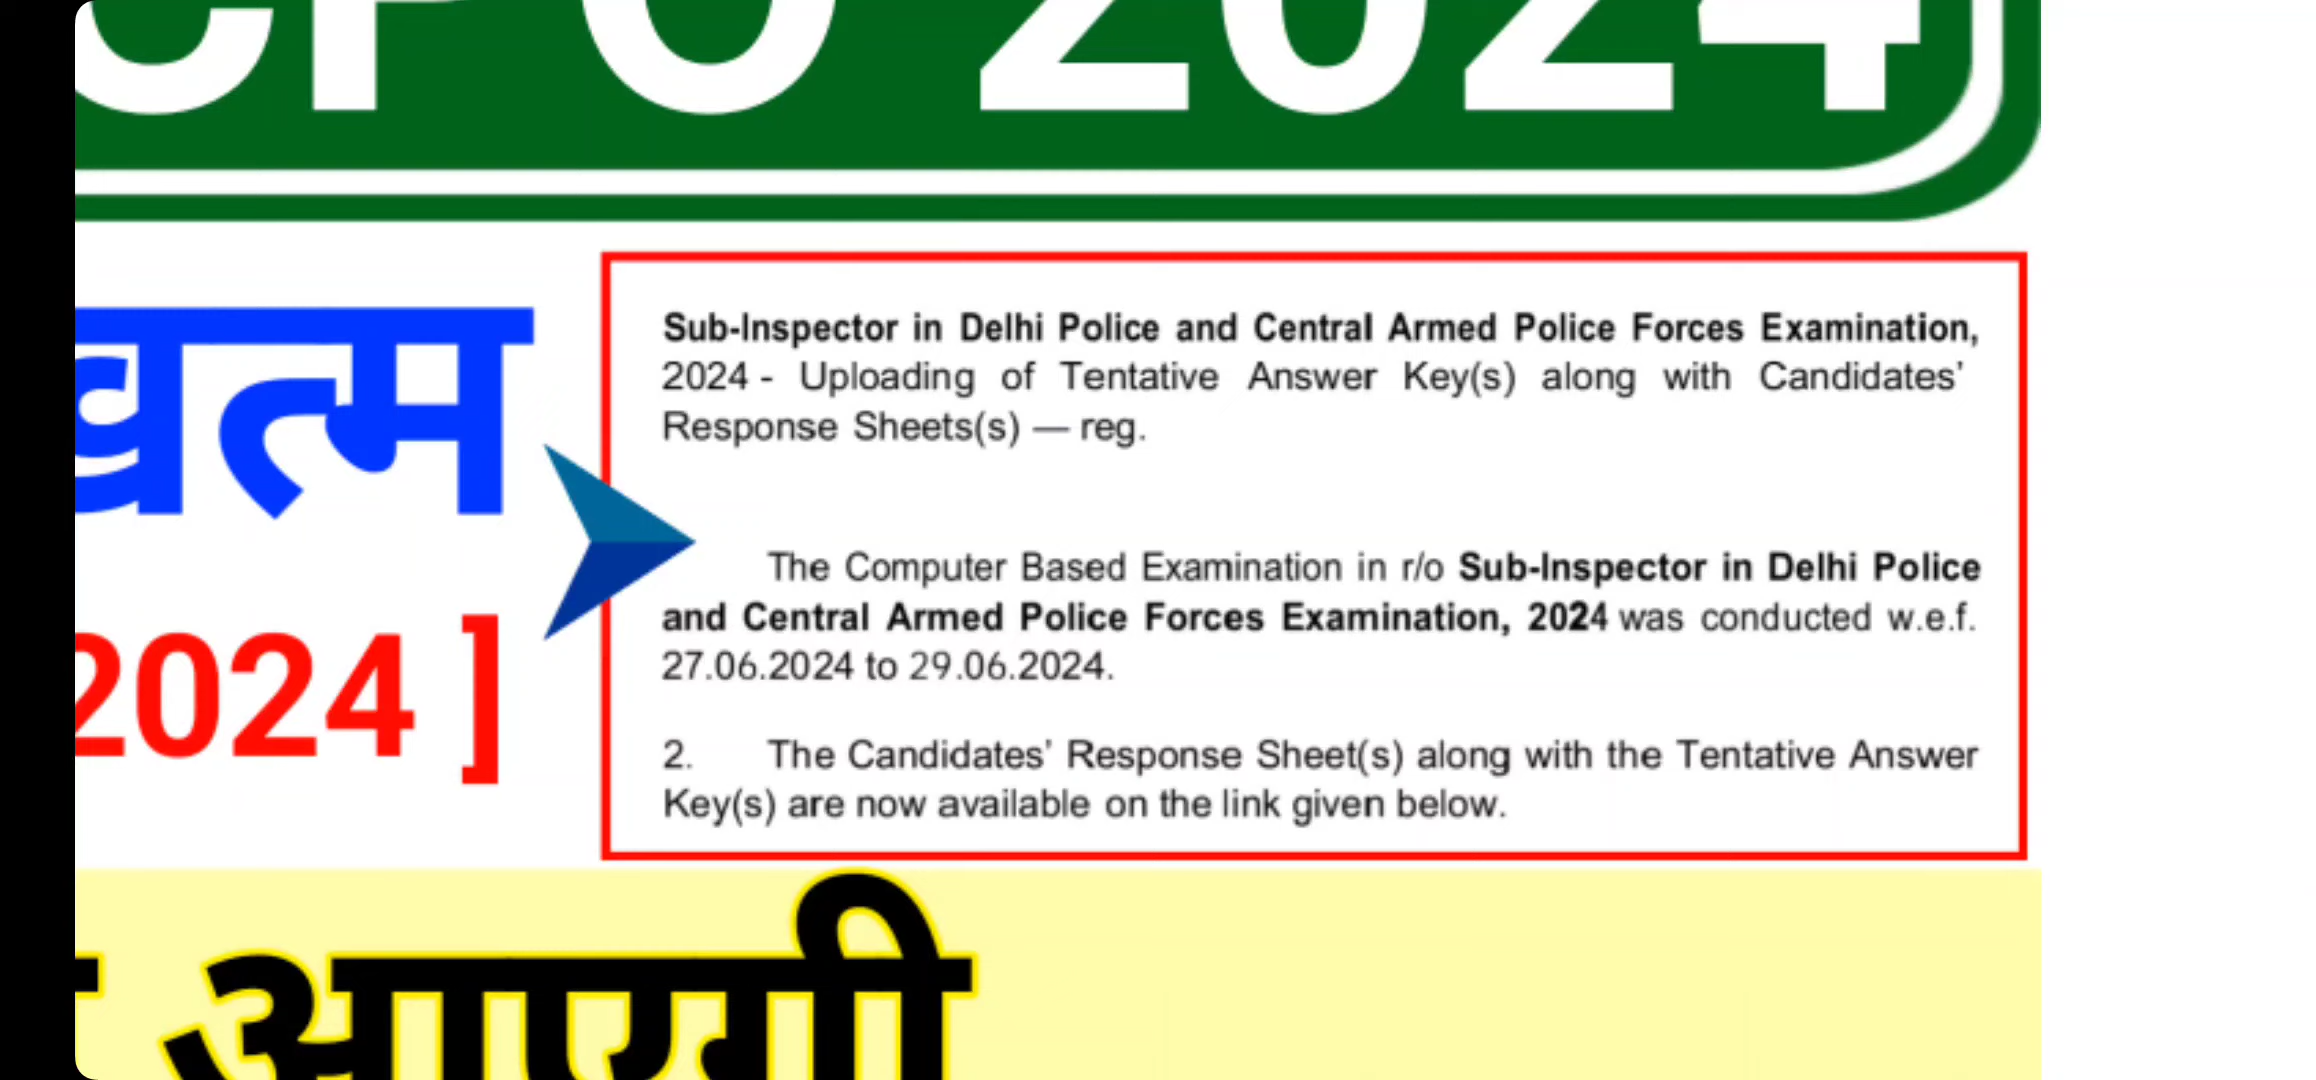 CPO 2024
खत्म
2024 ]
Sub-Inspector in Delhi Police and Central Armed Police Forces Examination,
2024 - Uploading of Tentative Answer Key(s) along with Candidates’
Response Sheets(s) — reg.
The Computer Based Examination in r/o Sub-Inspector in Delhi Police
and Central Armed Police Forces Examination, 2024 was conducted w.e.f.
27.06.2024 to 29.06.2024.
2. The Candidates’ Response Sheet(s) along with the Tentative Answer
Key(s) are now available on the link given below.
आएगी